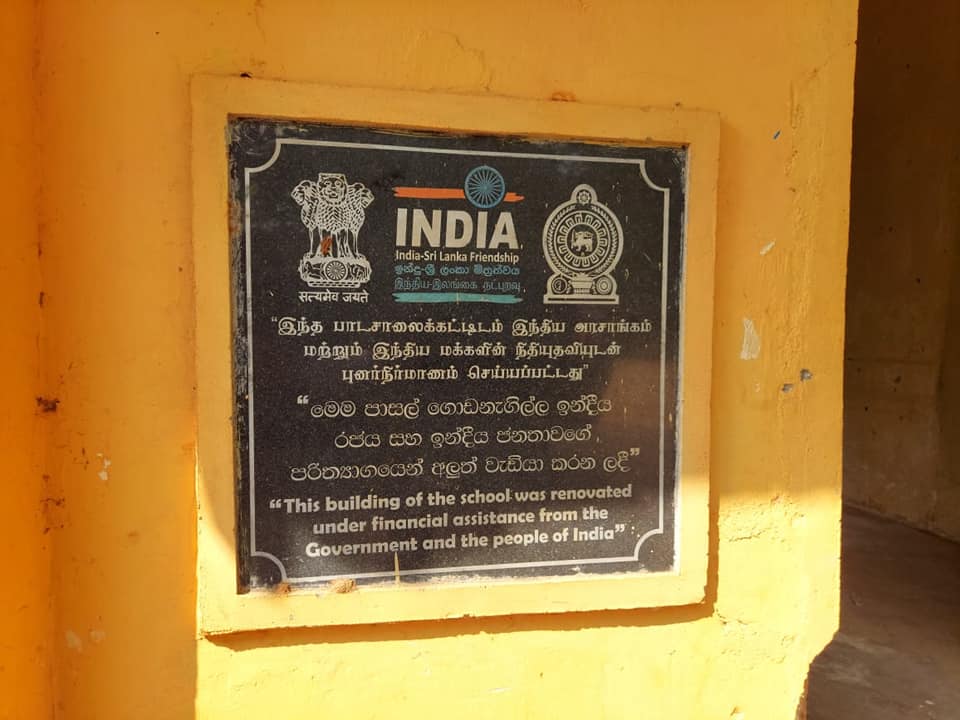 सत्यमेव जयते
INDIA
India-Sri Lanka Friendship
ඉන්දු-ශ්‍රී ලංකා මිත්‍රත්වය
இந்திய-இலங்கை நட்புறவு
“இந்த பாடசாலைக்கட்டிடம் இந்திய அரசாங்கம்
மற்றும் இந்திய மக்களின் நிதியுதவியுடன்
புனர்நிர்மாணம் செய்யப்பட்டது”
“මෙම පාසල් ගොඩනැගිල්ල ඉන්දීය
රජය සහ ඉන්දීය ජනතාවගේ
පරිත්‍යාගයෙන් අලුත් වැඩියා කරන ලදී”
“This building of the school was renovated
under financial assistance from the
Government and the people of India”